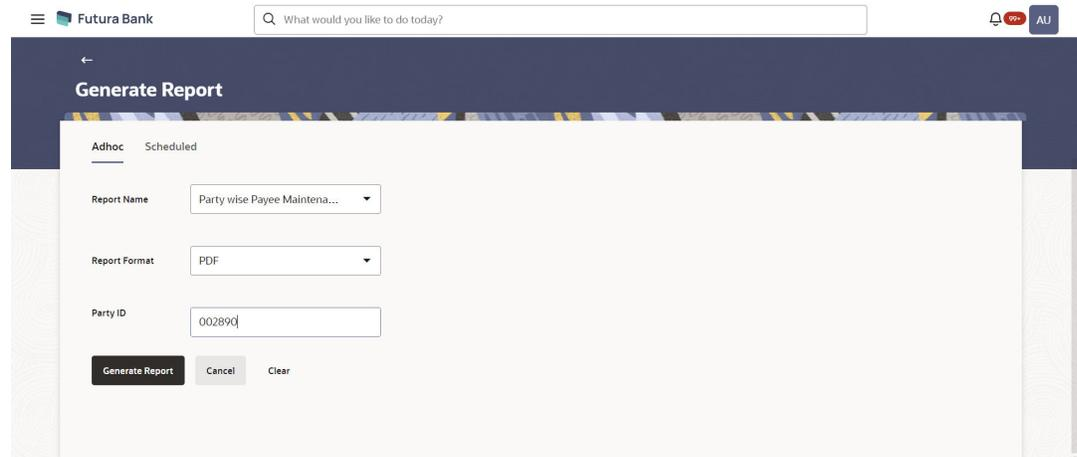 Futura Bank
What would you like to do today?
99+
AU
Generate Report
Adhoc Scheduled
Report Name Party wise Payee Maintena...
Report Format PDF
Party ID 002890
Generate Report Cancel Clear